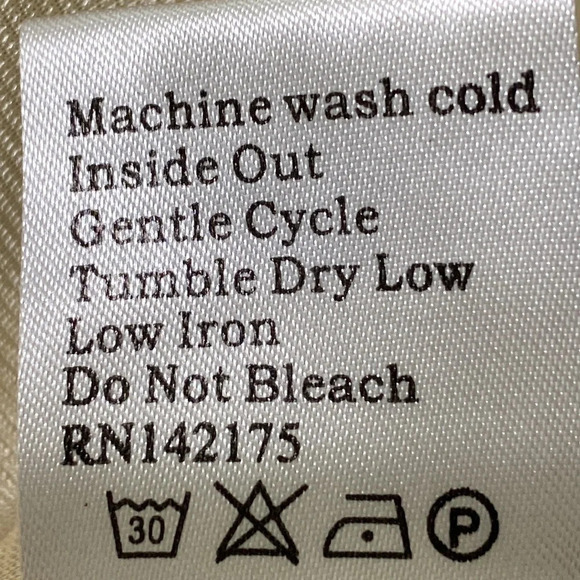 Machine wash cold
Inside Out
Gentle Cycle
Tumble Dry Low
Low Iron
Do Not Bleach
RN142175
30 P